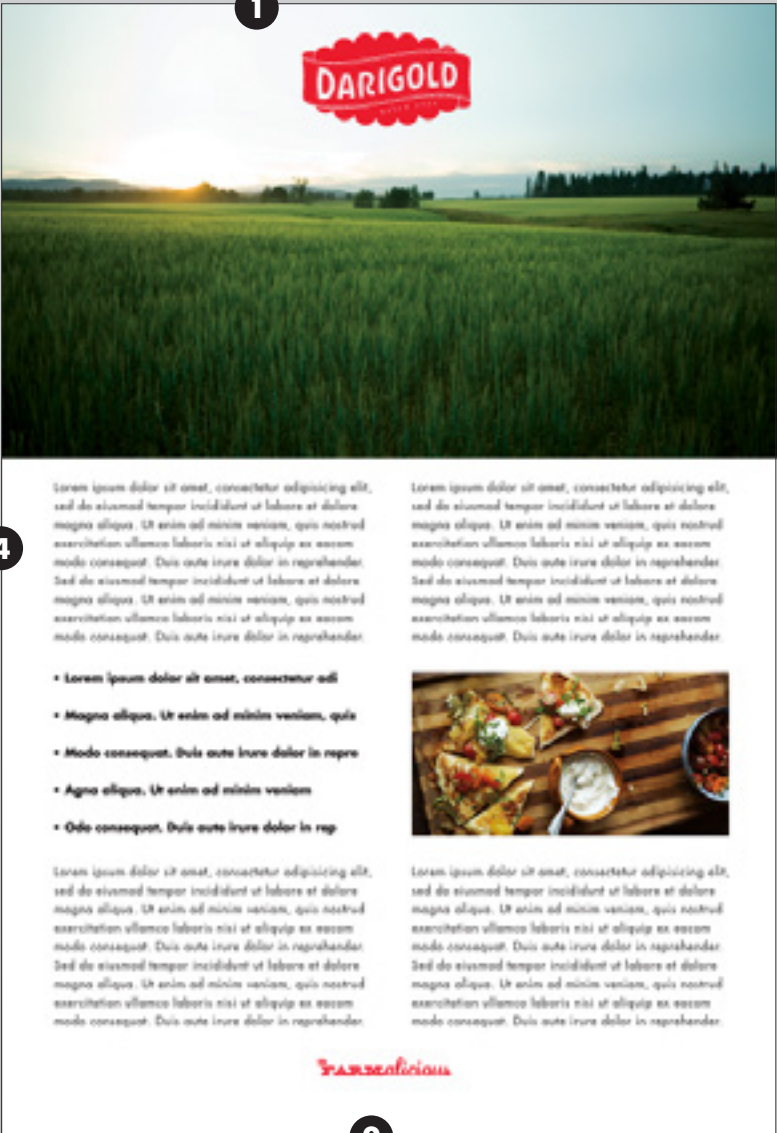 1
DARIGOLD
Lorem ipsum dolor sit amet, consectetur adipisicing elit,
sed do eiusmod tempor incididunt ut labore et dolore
magna aliqua. Ut enim ad minim veniam, quis nostrud
exercitation ullamco laboris nisi ut aliquip ex eacom
modo consequat. Duis aute irure dolor in reprehender.
Sed do eiusmod tempor incididunt ut labore et dolore
magna aliqua. Ut enim ad minim veniam, quis nostrud
exercitation ullamco laboris nisi ut aliquip ex eacom
modo consequat. Duis aute irure dolor in reprehender.
4
• Lorem ipsum dolor sit amet, consectetur adi
• Magna aliqua. Ut enim ad minim veniam, quis
• Modo consequat. Duis aute irure dolor in repre
• Agna aliqua. Ut enim ad minim veniam
• Odo consequat. Duis aute irure dolor in rep
Lorem ipsum dolor sit amet, consectetur adipisicing elit,
sed do eiusmod tempor incididunt ut labore et dolore
magna aliqua. Ut enim ad minim veniam, quis nostrud
exercitation ullamco laboris nisi ut aliquip ex eacom
modo consequat. Duis aute irure dolor in reprehender.
Sed do eiusmod tempor incididunt ut labore et dolore
magna aliqua. Ut enim ad minim veniam, quis nostrud
exercitation ullamco laboris nisi ut aliquip ex eacom
modo consequat. Duis aute irure dolor in reprehender.
Lorem ipsum dolor sit amet, consectetur adipisicing elit,
sed do eiusmod tempor incididunt ut labore et dolore
magna aliqua. Ut enim ad minim veniam, quis nostrud
exercitation ullamco laboris nisi ut aliquip ex eacom
modo consequat. Duis aute irure dolor in reprehender.
Sed do eiusmod tempor incididunt ut labore et dolore
magna aliqua. Ut enim ad minim veniam, quis nostrud
exercitation ullamco laboris nisi ut aliquip ex eacom
modo consequat. Duis aute irure dolor in reprehender.
Lorem ipsum dolor sit amet, consectetur adipisicing elit,
sed do eiusmod tempor incididunt ut labore et dolore
magna aliqua. Ut enim ad minim veniam, quis nostrud
exercitation ullamco laboris nisi ut aliquip ex eacom
modo consequat. Duis aute irure dolor in reprehender.
Sed do eiusmod tempor incididunt ut labore et dolore
magna aliqua. Ut enim ad minim veniam, quis nostrud
exercitation ullamco laboris nisi ut aliquip ex eacom
modo consequat. Duis aute irure dolor in reprehender.
FARMalicious